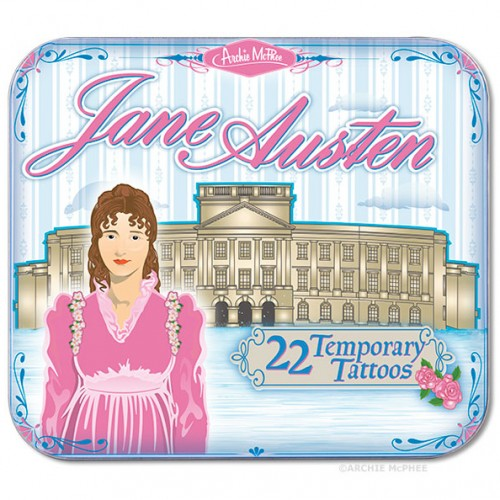 Archie McPhee
Jane Austen
22 Temporary
Tattoos
©ARCHIE McPHEE